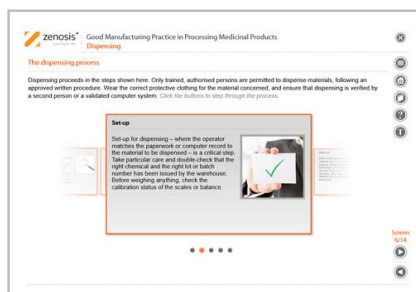 zenosis
Good Manufacturing Practice in Processing Medicinal Products
Dispensing
The dispensing process
Dispensing proceeds in the steps shown here. Only trained, authorised persons are permitted to dispense materials, following an
approved written procedure. Wear the correct protective clothing for the material concerned, and ensure that dispensing is verified by
a second person or a validated computer system. Click the buttons to step through the process.
Set-up
Set-up for dispensing – where the operator
matches the paperwork or computer record to
the material to be dispensed – is a critical step.
Take particular care and double-check that the
right chemical and the right lot or batch
number has been issued by the warehouse.
Before weighing anything, check the
calibration status of the scales or balance.
Screen
6/14